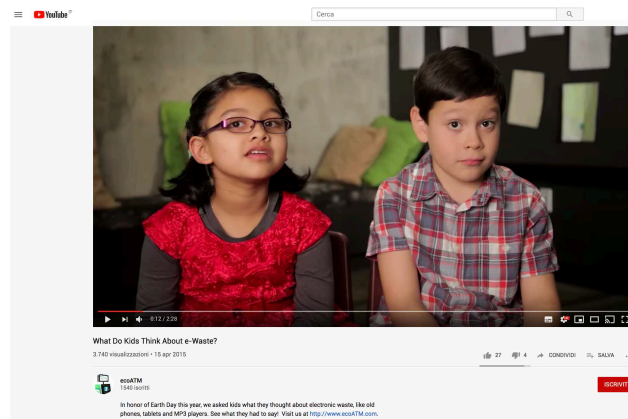 YouTube IT
Cerca
0:12 / 2:28
What Do Kids Think About e-Waste?
3.740 visualizzazioni • 15 apr 2015
27 4 CONDIVIDI SALVA ...
ecoATM
1540 iscritti
ISCRIVITI
In honor of Earth Day this year, we asked kids what they thought about electronic waste, like old
phones, tablets and MP3 players. See what they had to say! Visit us at http://www.ecoATM.com.